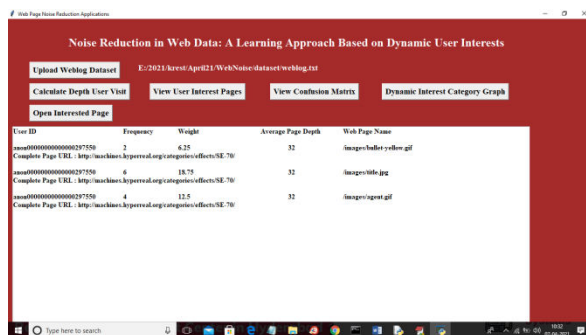 Web Page Noise Reduction Applications
Noise Reduction in Web Data: A Learning Approach Based on Dynamic User Interests
Upload Weblog Dataset E:/2021/krest/April21/WebNoise/dataset/weblog.txt
Calculate Depth User Visit View User Interest Pages View Confusion Matrix Dynamic Interest Category Graph
Open Interested Page
User ID Frequency Weight Average Page Depth Web Page Name
anon0000000000000297550 2 6.25 32 /images/bullet-yellow.gif
Complete Page URL : http://machines.hyperreal.org/categories/effects/SE-70/
anon0000000000000297550 6 18.75 32 /images/title.jpg
Complete Page URL : http://machines.hyperreal.org/categories/effects/SE-70/
anon0000000000000297550 4 12.5 32 /images/agent.gif
Complete Page URL : http://machines.hyperreal.org/categories/effects/SE-70/
Type here to search